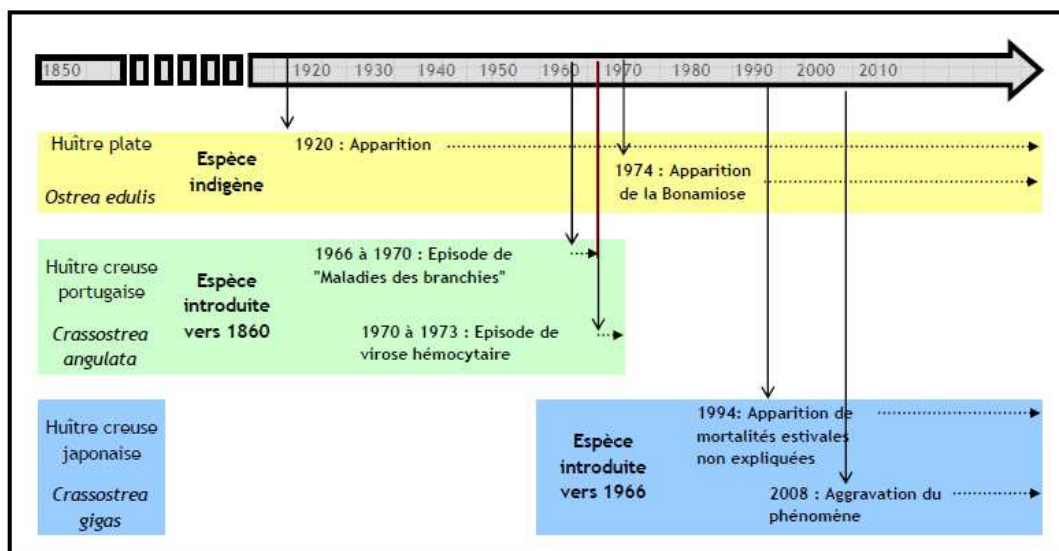 1850 1920 1930 1940 1950 1960 1970 1980 1990 2000 2010
Huître plate
Ostrea edulis
Espèce
indigène
1920 : Apparition
1974 : Apparition
de la Bonamiose
Huître creuse
portugaise
Crassostrea
angulata
Espèce
introduite
vers 1860
1966 à 1970 : Episode de
"Maladies des branchies"
1970 à 1973 : Episode de
virose hémocytaire
Huître creuse
japonaise
Crassostrea
gigas
Espèce
introduite
vers 1966
1994: Apparition de
mortalités estivales
non expliquées
2008 : Aggravation du
phénomène